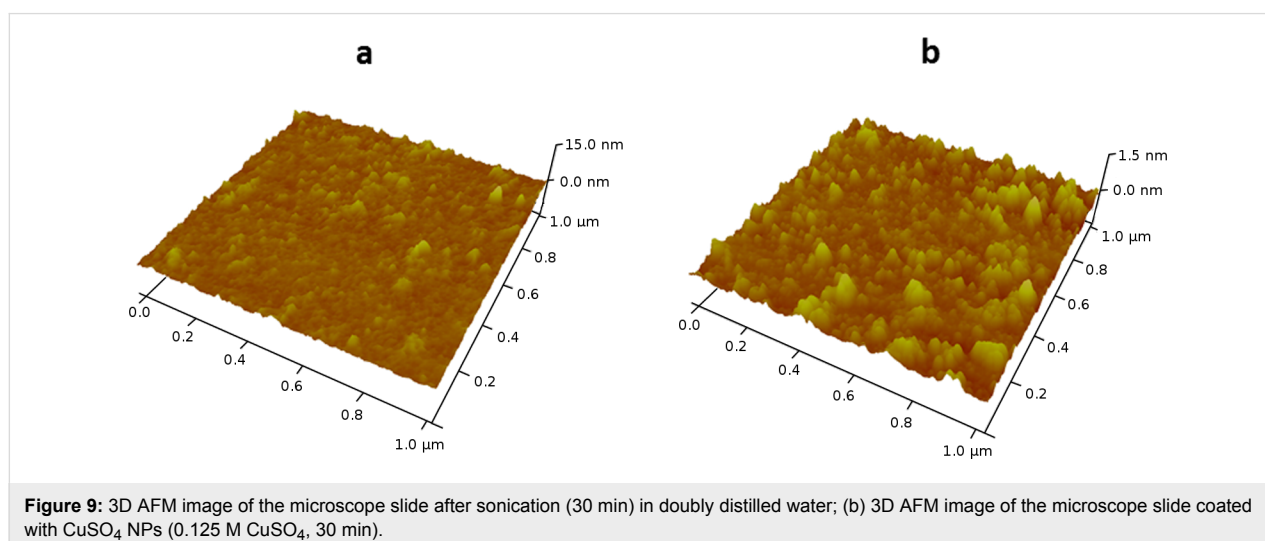 a
b
15.0 nm
0.0 nm
1.0 µm
0.8
0.6
0.4
0.2
0.0
0.2
0.4
0.6
0.8
1.0 µm
1.5 nm
0.0 nm
1.0 µm
0.8
0.6
0.4
0.2
0.0
0.2
0.4
0.6
0.8
1.0 µm
Figure 9: 3D AFM image of the microscope slide after sonication (30 min) in doubly distilled water; (b) 3D AFM image of the microscope slide coated
with CuSO₄ NPs (0.125 M CuSO₄, 30 min).